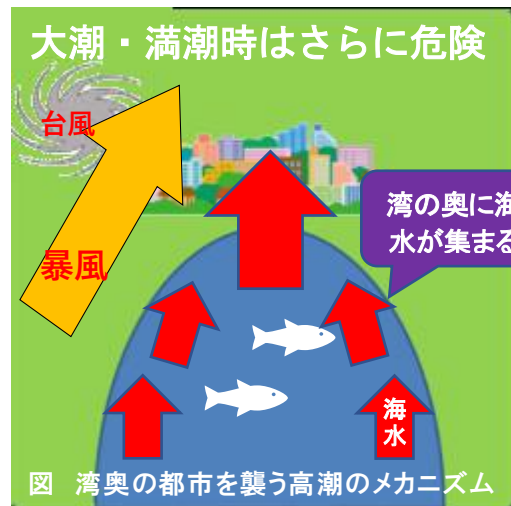 大潮・満潮時はさらに危険
台風
暴風
湾の奥に海
水が集まる
海
水
図 湾奥の都市を襲う高潮のメカニズム